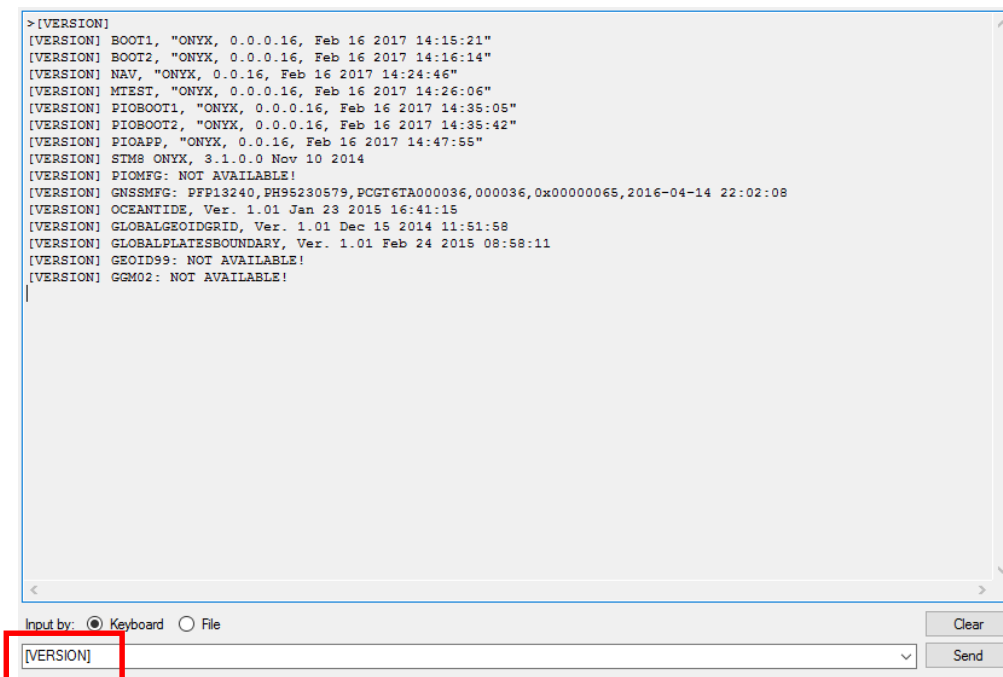 >[VERSION]
[VERSION] BOOT1, "ONYX, 0.0.0.16, Feb 16 2017 14:15:21"
[VERSION] BOOT2, "ONYX, 0.0.0.16, Feb 16 2017 14:16:14"
[VERSION] NAV, "ONYX, 0.0.16, Feb 16 2017 14:24:46"
[VERSION] MTEST, "ONYX, 0.0.0.16, Feb 16 2017 14:26:06"
[VERSION] PIOBOOT1, "ONYX, 0.0.0.16, Feb 16 2017 14:35:05"
[VERSION] PIOBOOT2, "ONYX, 0.0.0.16, Feb 16 2017 14:35:42"
[VERSION] PIOAPP, "ONYX, 0.0.16, Feb 16 2017 14:47:55"
[VERSION] STM8 ONYX, 3.1.0.0 Nov 10 2014
[VERSION] PIOMFG: NOT AVAILABLE!
[VERSION] GNSSMFG: PFP13240,PH95230579,PCGT6TA000036,000036,0x00000065,2016-04-14 22:02:08
[VERSION] OCEANTIDE, Ver. 1.01 Jan 23 2015 16:41:15
[VERSION] GLOBALGEOIDGRID, Ver. 1.01 Dec 15 2014 11:51:58
[VERSION] GLOBALPLATESBOUNDARY, Ver. 1.01 Feb 24 2015 08:58:11
[VERSION] GEOID99: NOT AVAILABLE!
[VERSION] GGM02: NOT AVAILABLE!
Input by: Keyboard File Clear
[VERSION] Send